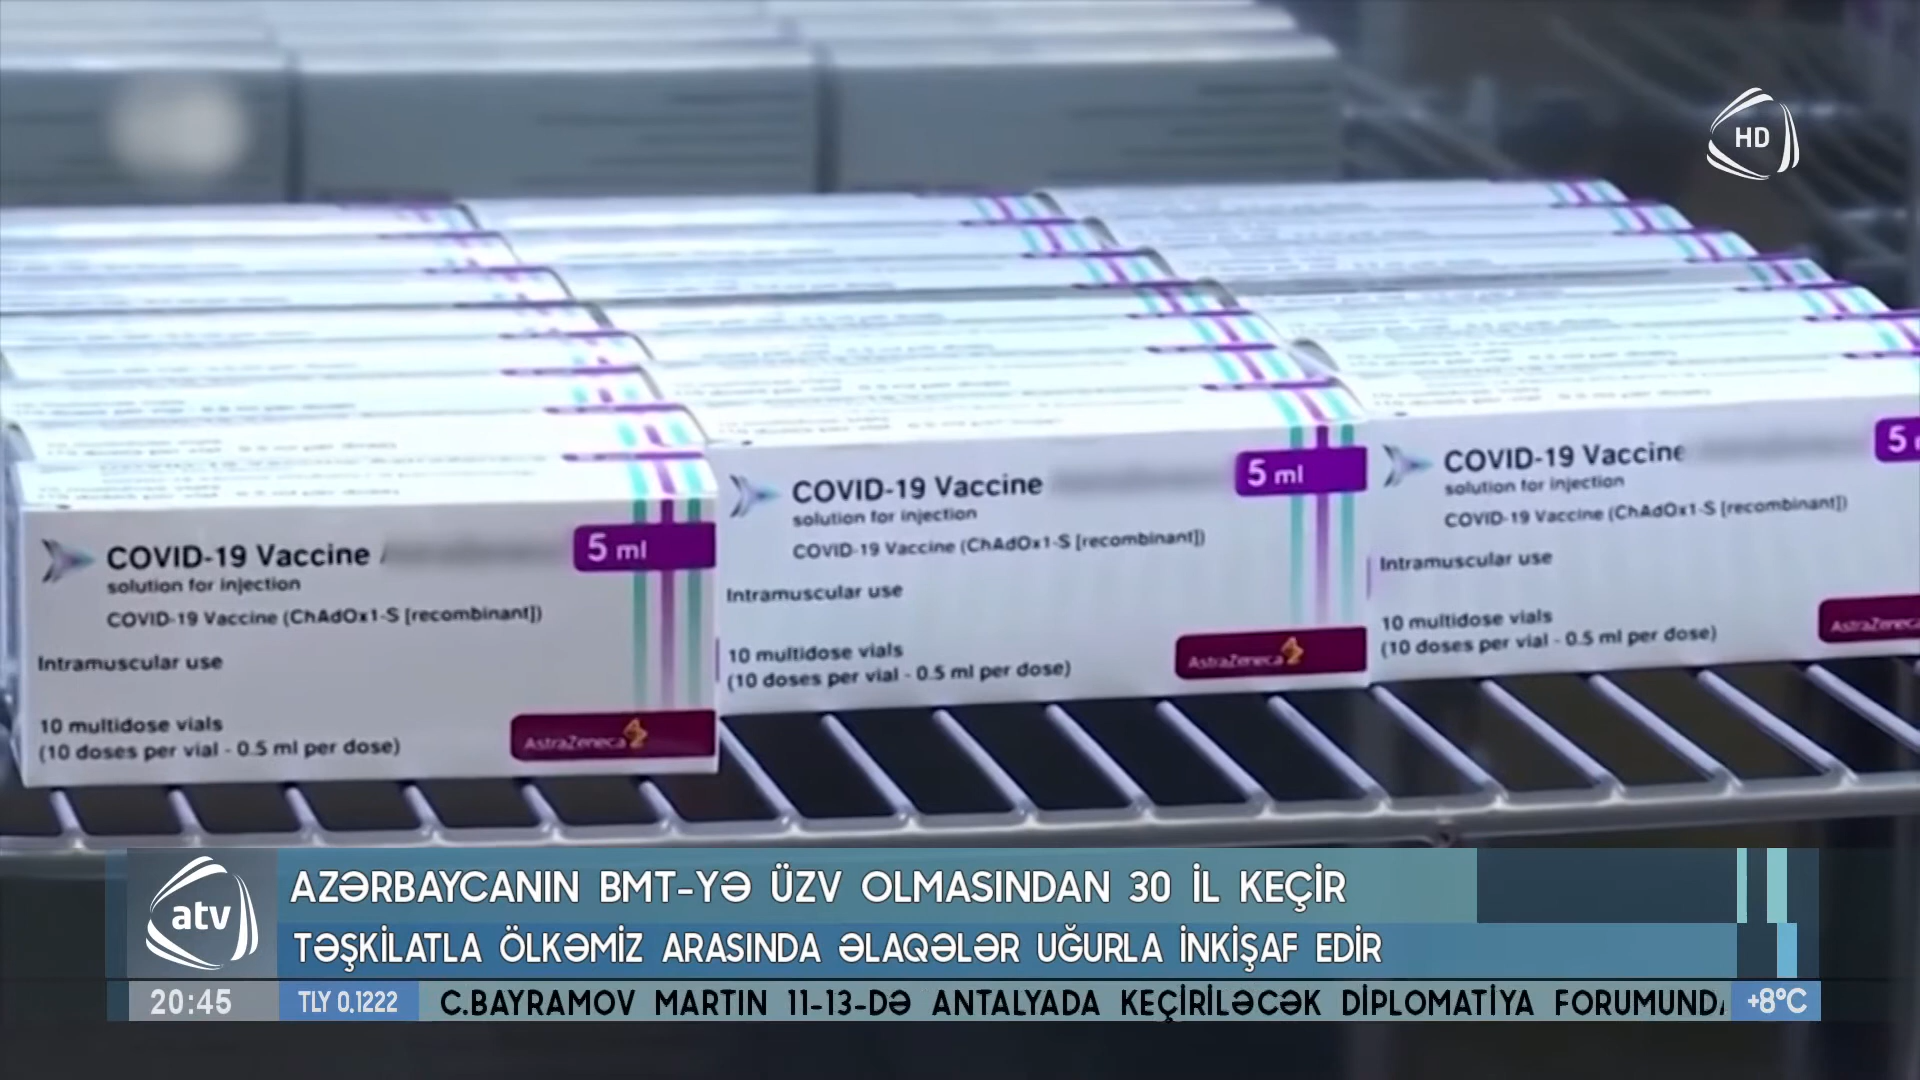 HD
COVID-19 Vaccine
solution for injection
COVID-19 Vaccine (ChAdOx1-S [recombinant])
Intramuscular use
10 multidose vials
(10 doses per vial - 0.5 ml per dose)
5 ml
AstraZeneca
COVID-19 Vaccine
solution for injection
COVID-19 Vaccine (ChAdOx1-S [recombinant])
Intramuscular use
10 multidose vials
(10 doses per vial - 0.5 ml per dose)
5 ml
AstraZeneca
COVID-19 Vaccine
solution for injection
COVID-19 Vaccine (ChAdOx1-S [recombinant])
Intramuscular use
10 multidose vials
(10 doses per vial - 0.5 ml per dose)
5
AstraZeneca
atv
AZƏRBAYCANIN BMT-YƏ ÜZV OLMASINDAN 30 İL KEÇİR
TƏŞKİLATLA ÖLKƏMİZ ARASINDA ƏLAQƏLƏR UĞURLA İNKİŞAF EDİR
20:45 TLY 0.1222 C.BAYRAMOV MARTIN 11-13-DƏ ANTALYADA KEÇİRİLƏCƏK DİPLOMATİYA FORUMUNDA +8°C